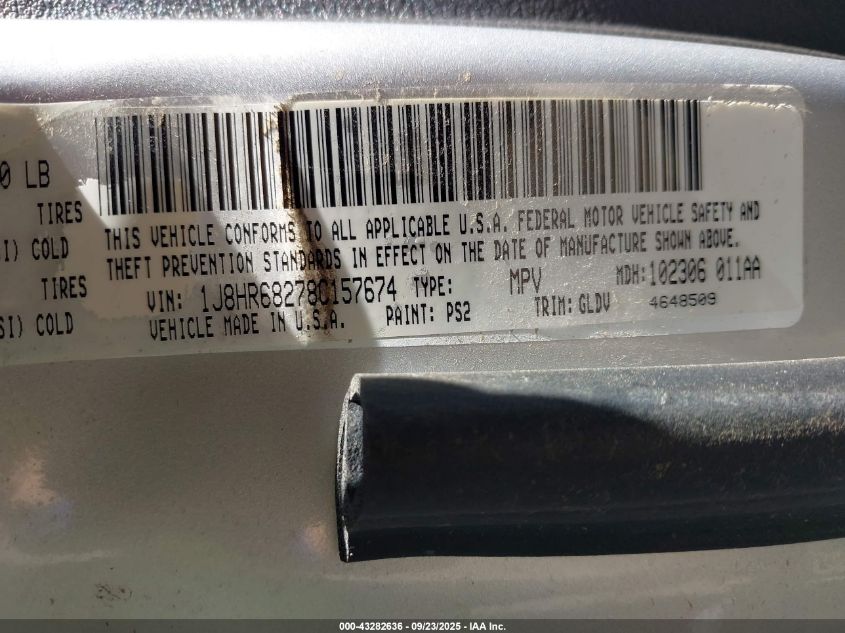 0 LB
TIRES
SI) COLD
TIRES
SI) COLD
THIS VEHICLE CONFORMS TO ALL APPLICABLE U.S.A. FEDERAL MOTOR VEHICLE SAFETY AND
THEFT PREVENTION STANDARDS IN EFFECT ON THE DATE OF MANUFACTURE SHOWN ABOVE.
VIN: 1J8HR68278C157674 TYPE: MPV MDH:102306 011AA
VEHICLE MADE IN U.S.A. PAINT: PS2 TRIM: GLDV 4648509
000-43282636 - 09/23/2025 - IAA Inc.